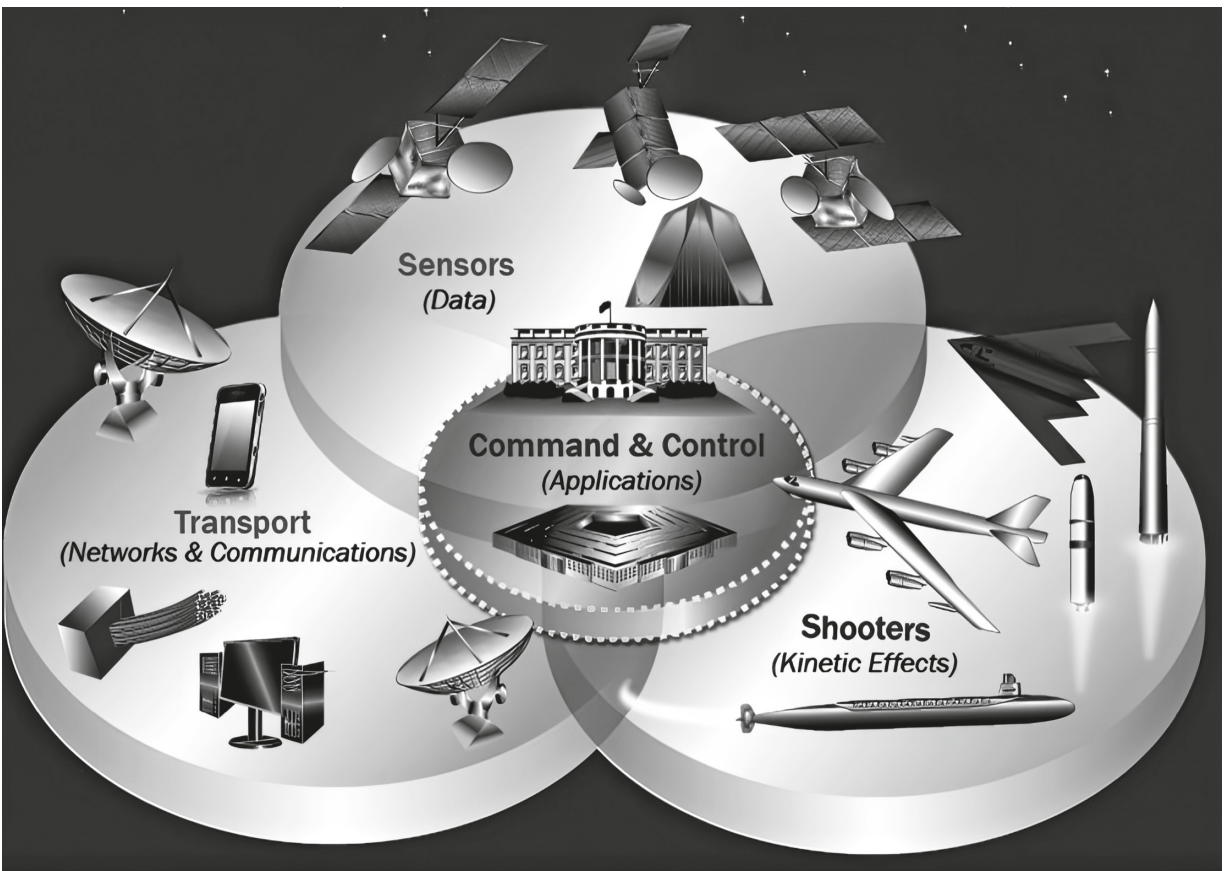 Sensors
(Data)
Command & Control
(Applications)
Transport
(Networks & Communications)
Shooters
(Kinetic Effects)